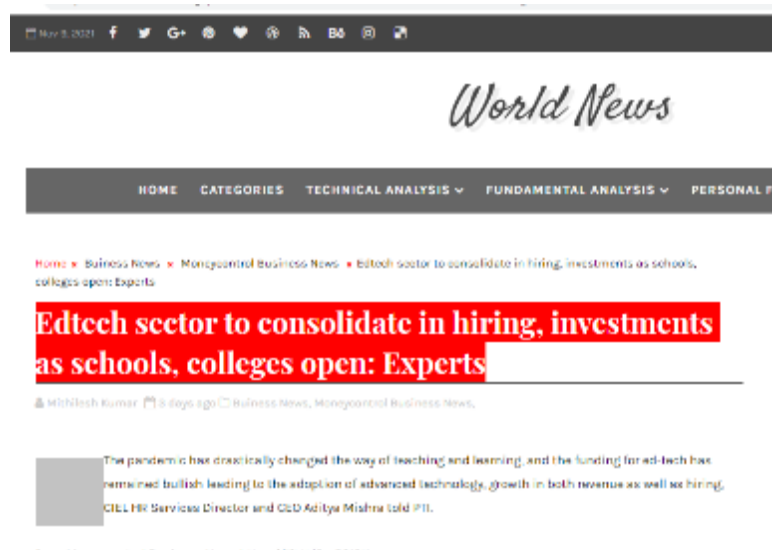 Nov 9, 2021
World News
HOME CATEGORIES TECHNICAL ANALYSIS FUNDAMENTAL ANALYSIS PERSONAL F
Home Buiness News Moneycontrol Business News Edtech sector to consolidate in hiring, investments as schools,
colleges open: Experts
Edtech sector to consolidate in hiring, investments
as schools, colleges open: Experts
Mithilesh Kumar 3 days ago Buiness News, Moneycontrol Business News,
The pandemic has drastically changed the way of teaching and learning, and the funding for ed-tech has
remained bullish leading to the adoption of advanced technology, growth in both revenue as well as hiring,
CIEL HR Services Director and CEO Aditya Mishra told PTI.